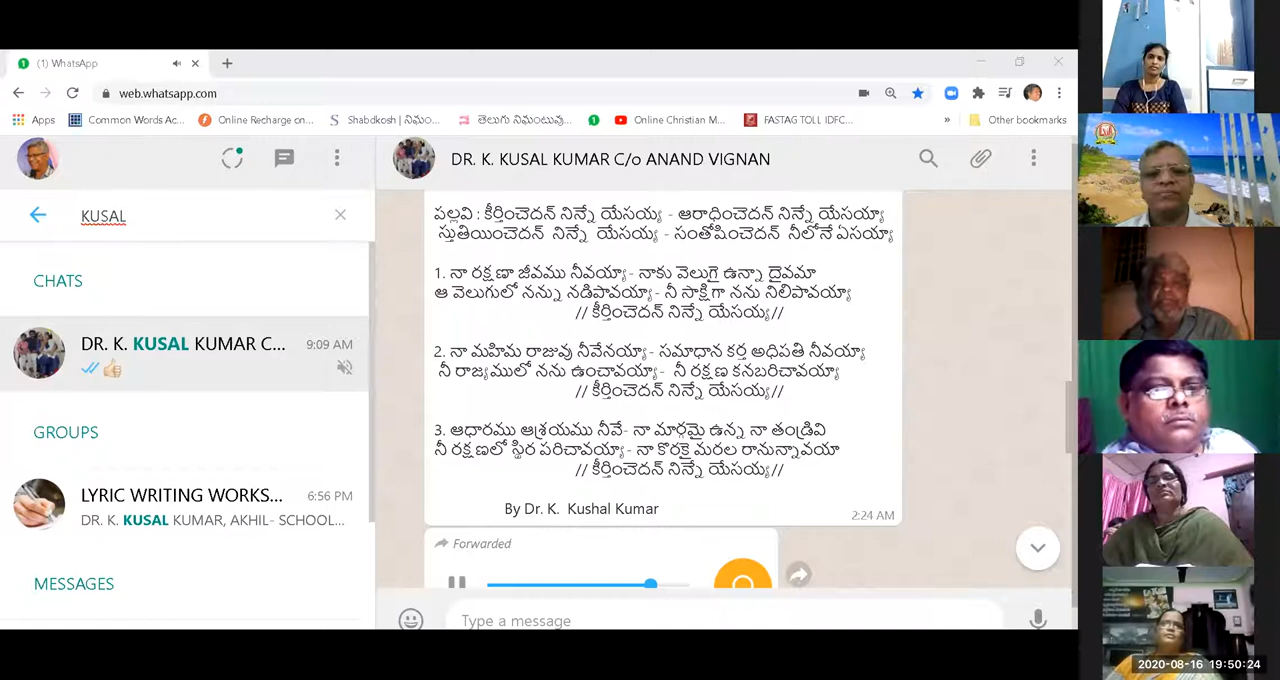 (1) WhatsApp
web.whatsapp.com
Apps
Common Words Ac...
Online Recharge on...
Shabdkosh | నిఘం...
తెలుగు నిఘంటువు...
Online Christian M...
FASTAG TOLL IDFC...
»
Other bookmarks
KUSAL
CHATS
DR. K. KUSAL KUMAR C...
9:09 AM
GROUPS
LYRIC WRITING WORKS...
6:56 PM
DR. K. KUSAL KUMAR, AKHIL- SCHOOL...
MESSAGES
DR. K. KUSAL KUMAR C/o ANAND VIGNAN
పల్లవి : కీర్తించెదన్ నిన్నే యేసయ్య - ఆరాధించెదన్ నిన్నే యేసయ్యా
స్తుతియించెదన్ నిన్నే యేసయ్య - సంతోషించెదన్ నీలోనే ఏసయ్యా
1. నా రక్షణా జీవము నీవయ్యా- నాకు వెలుగై ఉన్నా దైవమా
ఆ వెలుగులో నన్ను నడిపావయ్యా- నీ సాక్షిగా నను నిలిపావయ్యా
// కీర్తించెదన్ నిన్నే యేసయ్య//
2. నా మహిమ రాజువు నీవేనయ్యా- సమాధాన కర్త అధిపతి నీవయ్యా
నీ రాజ్యములో నను ఉంచావయ్యా- నీ రక్షణ కనబరిచావయ్యా
// కీర్తించెదన్ నిన్నే యేసయ్య//
3. ఆధారము ఆశ్రయము నీవే- నా మార్గమై ఉన్న నా తండ్రివి
నీ రక్షణలో స్థిర పరిచావయ్యా- నా కొరకై మరల రానున్నావయా
// కీర్తించెదన్ నిన్నే యేసయ్య//
By Dr. K. Kushal Kumar
2:24 AM
Forwarded
Type a message
2020-08-16 19:50:24